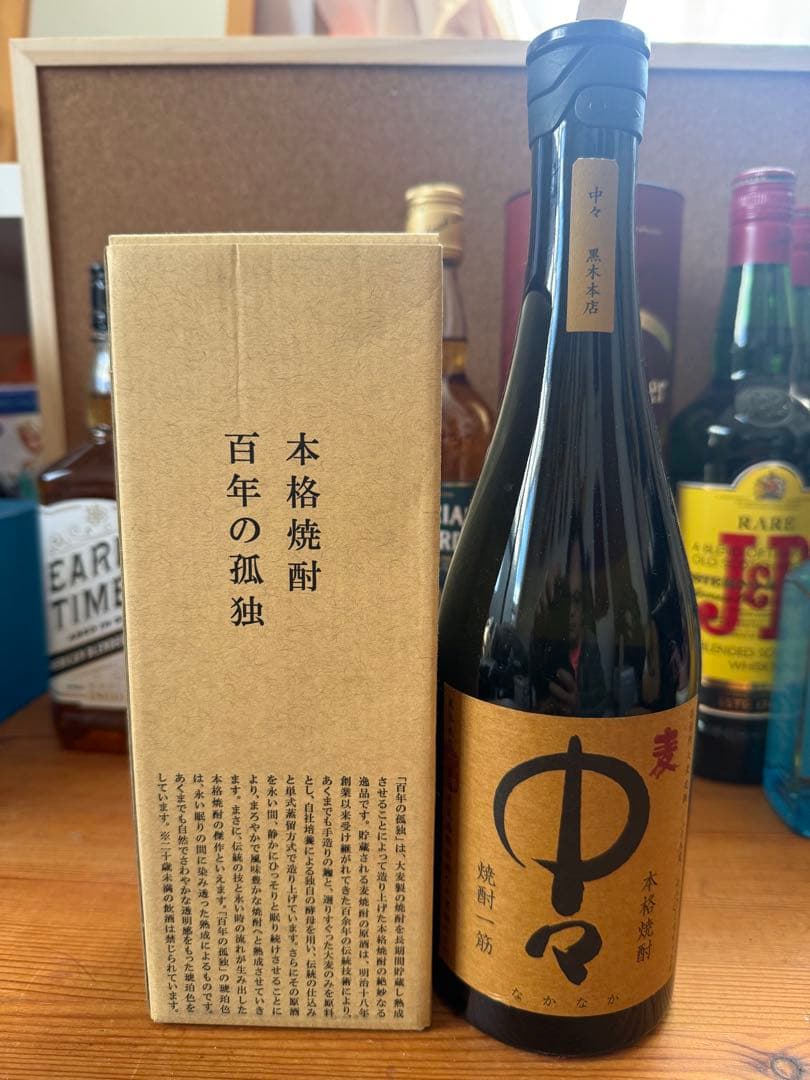 本格焼酎
百年の孤独
「百年の孤独」は、大麦製の焼酎を長期間貯蔵し熟成
させることによって造り上げた本格焼酎の絶妙なる
逸品です。貯蔵される麦焼酎の原酒は、明治十八年
創業以来受け継がれてきた百余年の伝統技術により、
あくまでも手造りの麹と、選りすぐった大麦のみを原料
とし、自社培養による独自の酵母を用い、伝統の仕込み
と単式蒸留方式で造り上げています。さらにその原酒
を永い間、静かにひっそりと眠り続けさせることに
より、まろやかで風味豊かな焼酎へと熟成させていき
ます。まさに、伝統の技と永い時の流れが生み出した
本格焼酎の傑作といえます。「百年の孤独」の琥珀色
は、永い眠りの間に染み透った熟成によるものです。
あくまでも自然でさわやかな透明感をもった琥珀色を
しています。※二十歳未満の飲酒は禁じられています。
中々 黒木本店
麦
本格焼酎
中々
焼酎一筋
なかなか
EARL
TIME
RARE
J&B
BLENDED SC
WHISK